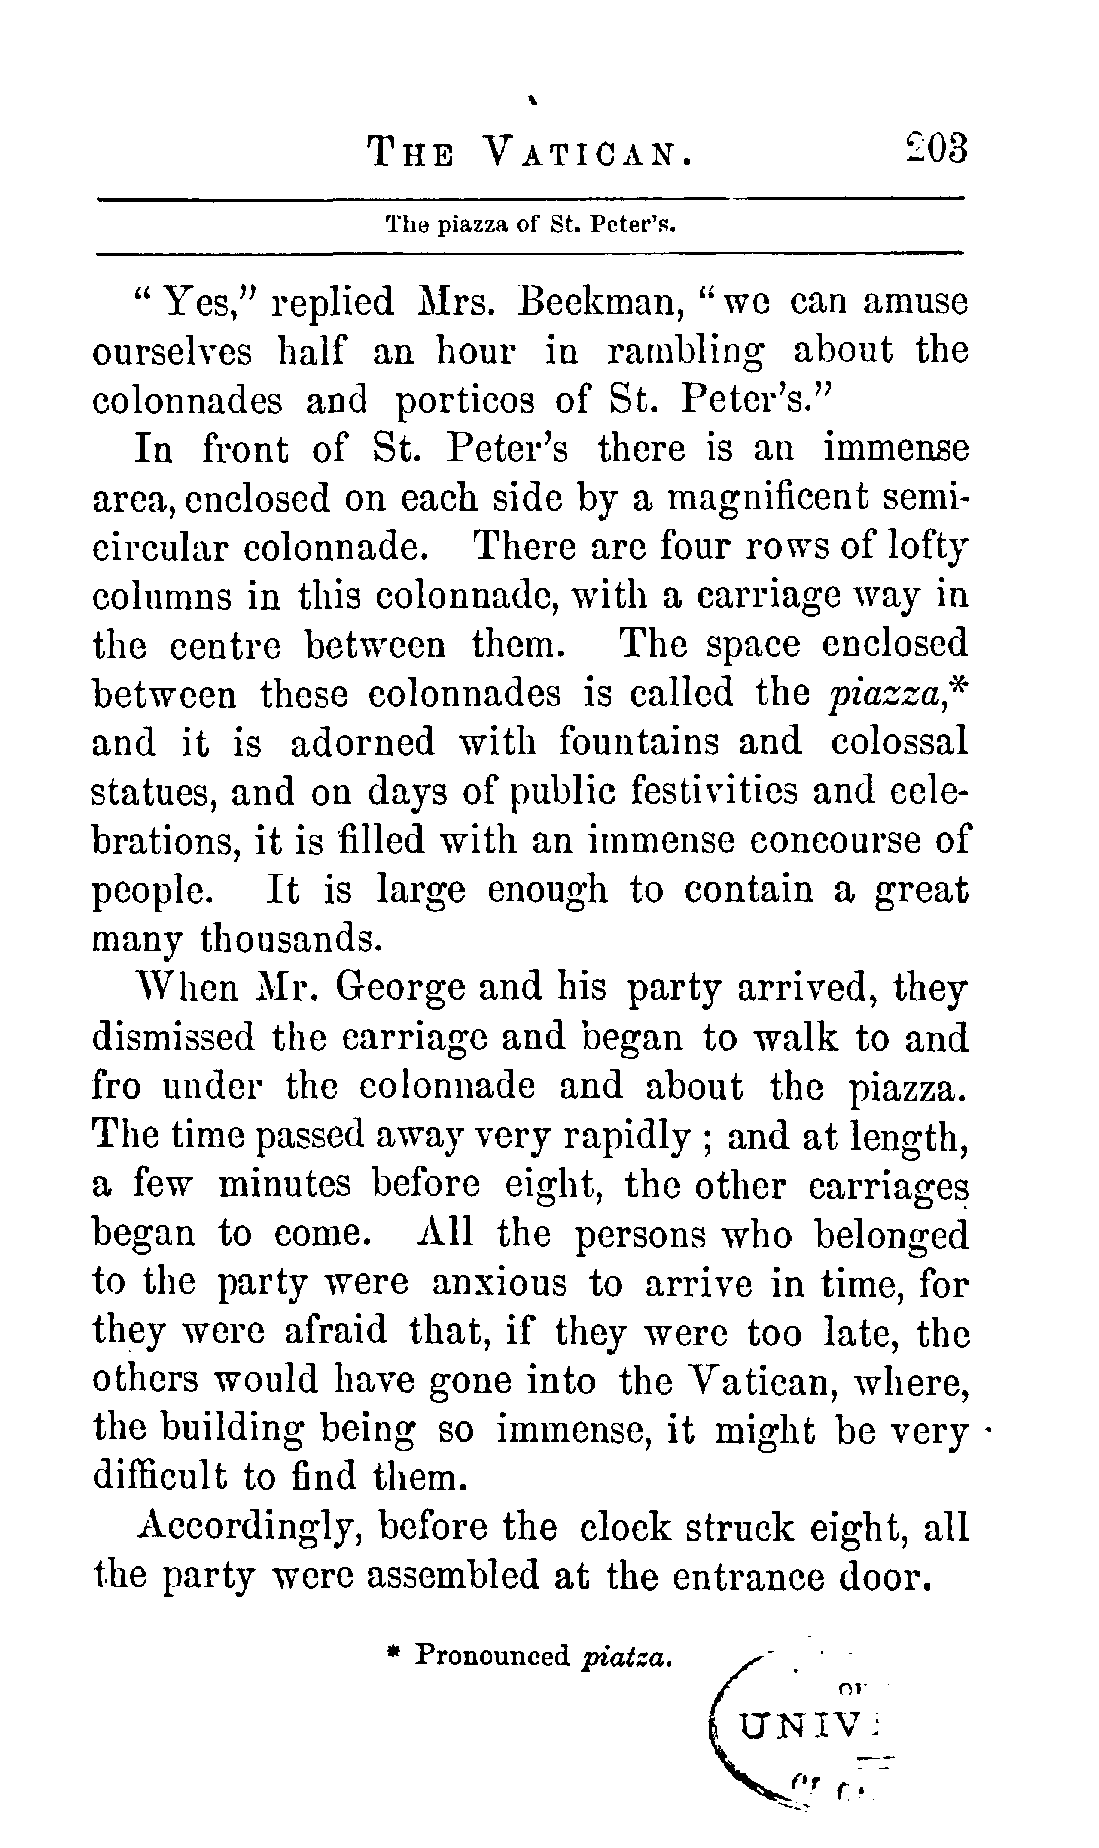 THE VATICAN. 203
The piazza of St. Peter's.
“Yes,” replied Mrs. Beekman, “we can amuse
ourselves half an hour in rambling about the
colonnades and porticos of St. Peter's.”
In front of St. Peter's there is an immense
area, enclosed on each side by a magnificent semi-
circular colonnade. There are four rows of lofty
columns in this colonnade, with a carriage way in
the centre between them. The space enclosed
between these colonnades is called the piazza,*
and it is adorned with fountains and colossal
statues, and on days of public festivities and cele-
brations, it is filled with an immense concourse of
people. It is large enough to contain a great
many thousands.
When Mr. George and his party arrived, they
dismissed the carriage and began to walk to and
fro under the colonnade and about the piazza.
The time passed away very rapidly ; and at length,
a few minutes before eight, the other carriages
began to come. All the persons who belonged
to the party were anxious to arrive in time, for
they were afraid that, if they were too late, the
others would have gone into the Vatican, where,
the building being so immense, it might be very
difficult to find them.
Accordingly, before the clock struck eight, all
the party were assembled at the entrance door.
* Pronounced piatza.
UNIV